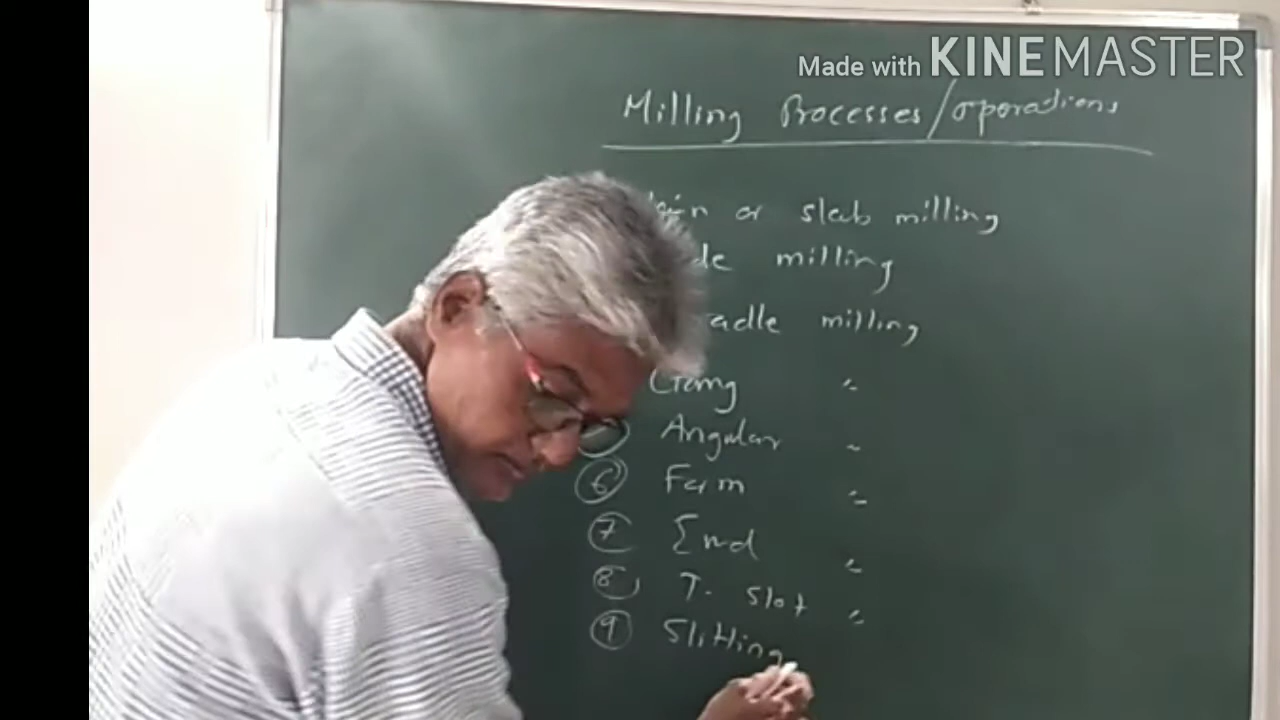 Made with KINEMASTER
Milling Processes/operations
or slab milling
milling
milling
Gang "
Angular "
6 Form "
7 End "
8 T- Slot "
9 Slitting